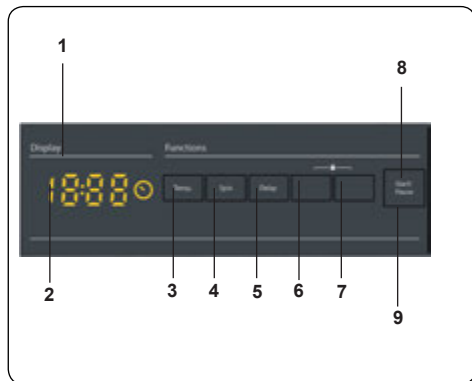 1
8
Display
Functions
18:88
Temp.
Spin
Delay
Start/
Pause
2
3
4
5
6
7
9